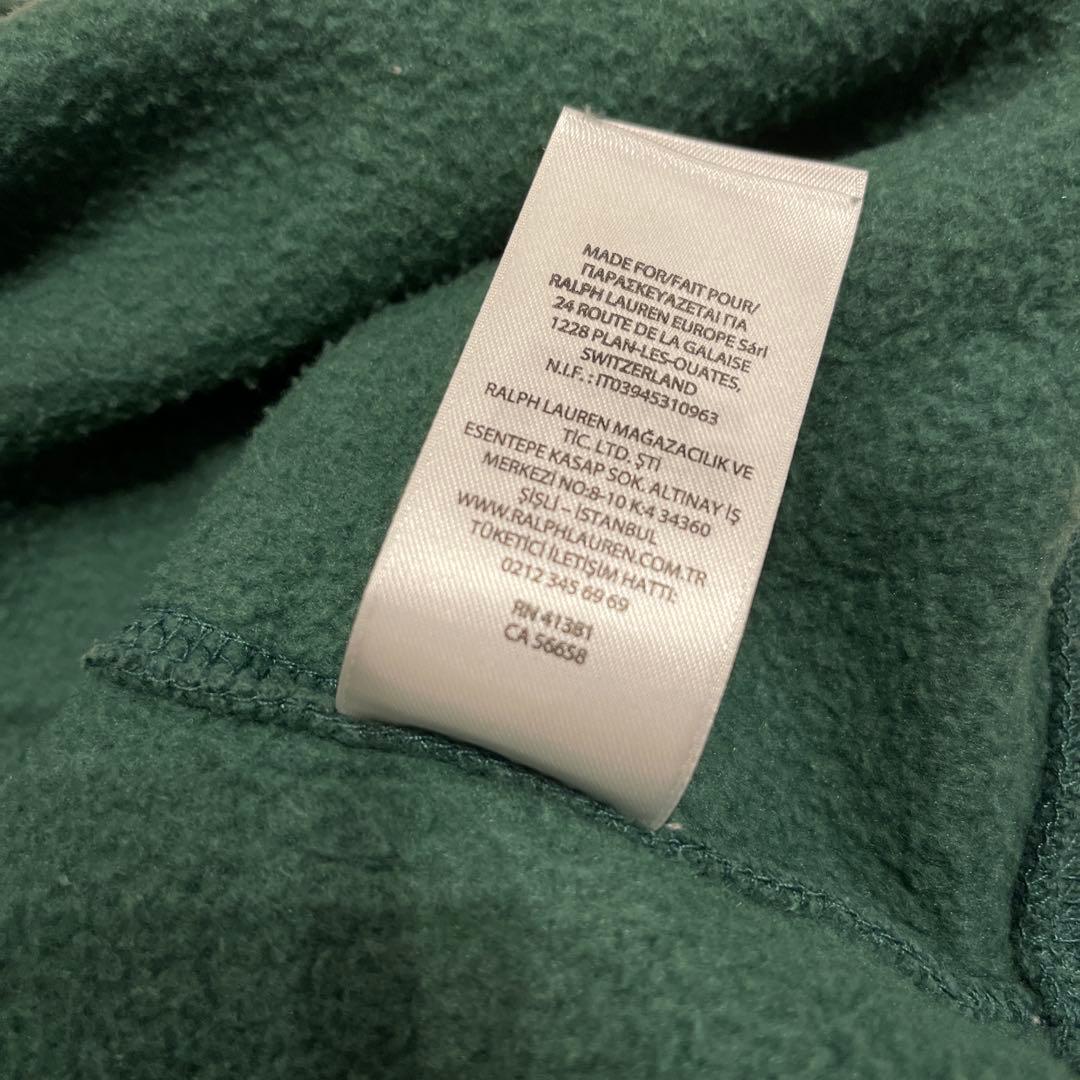 MADE FOR/FAIT POUR/
ΠΑΡΑΣΚΕΥΑΖΕΤΑΙ ΓΙΑ
RALPH LAUREN EUROPE Sárl
24 ROUTE DE LA GALAISE
1228 PLAN-LES-OUATES,
SWITZERLAND
N.I.F. : IT03945310963
RALPH LAUREN MAĞAZACILIK VE
TİC. LTD. ŞTİ
ESENTEPE KASAP SOK. ALTINAY İŞ
MERKEZİ NO:8-10 K:4 34360
ŞİŞLİ – İSTANBUL
WWW.RALPHLAUREN.COM.TR
TÜKETİCİ İLETİŞİM HATTI:
0212 345 69 69
RN 41381
CA 56658